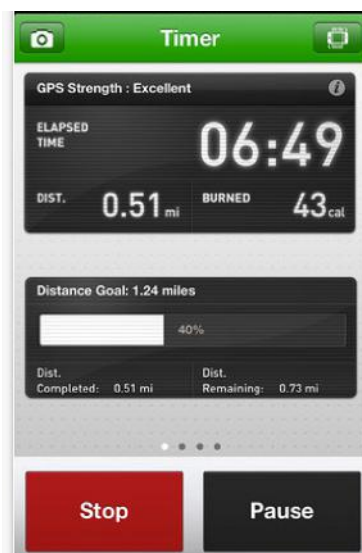 Timer
GPS Strength : Excellent
ELAPSED
TIME
06:49
DIST. 0.51 mi BURNED 43 cal
Distance Goal: 1.24 miles
40%
Dist. Dist.
Completed: 0.51 mi Remaining: 0.73 mi
Stop Pause